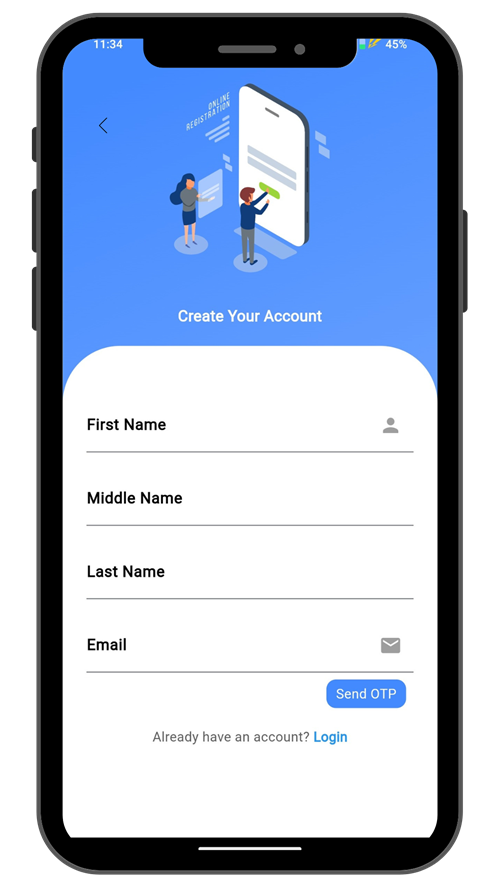 11:34
45%
ONLINE
REGISTRATION
Create Your Account
First Name
Middle Name
Last Name
Email
Send OTP
Already have an account? Login